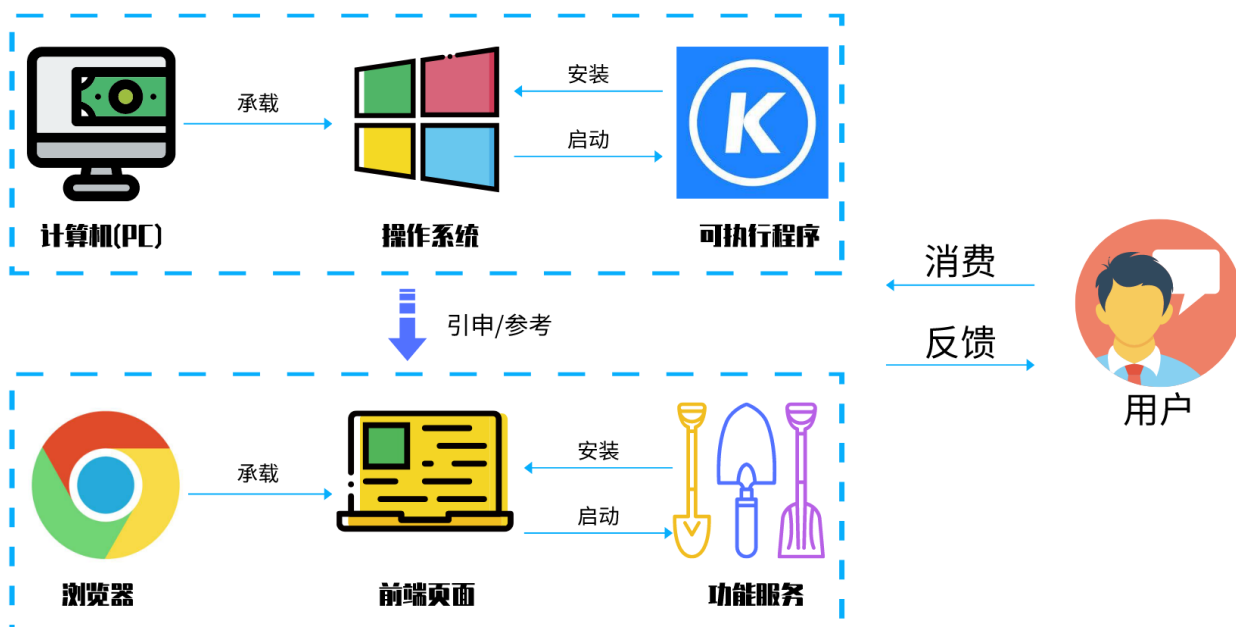 承载
安装
启动
K
计算机(PC)
操作系统
可执行程序
消费
反馈
用户
引申/参考
承载
安装
启动
浏览器
前端页面
功能服务